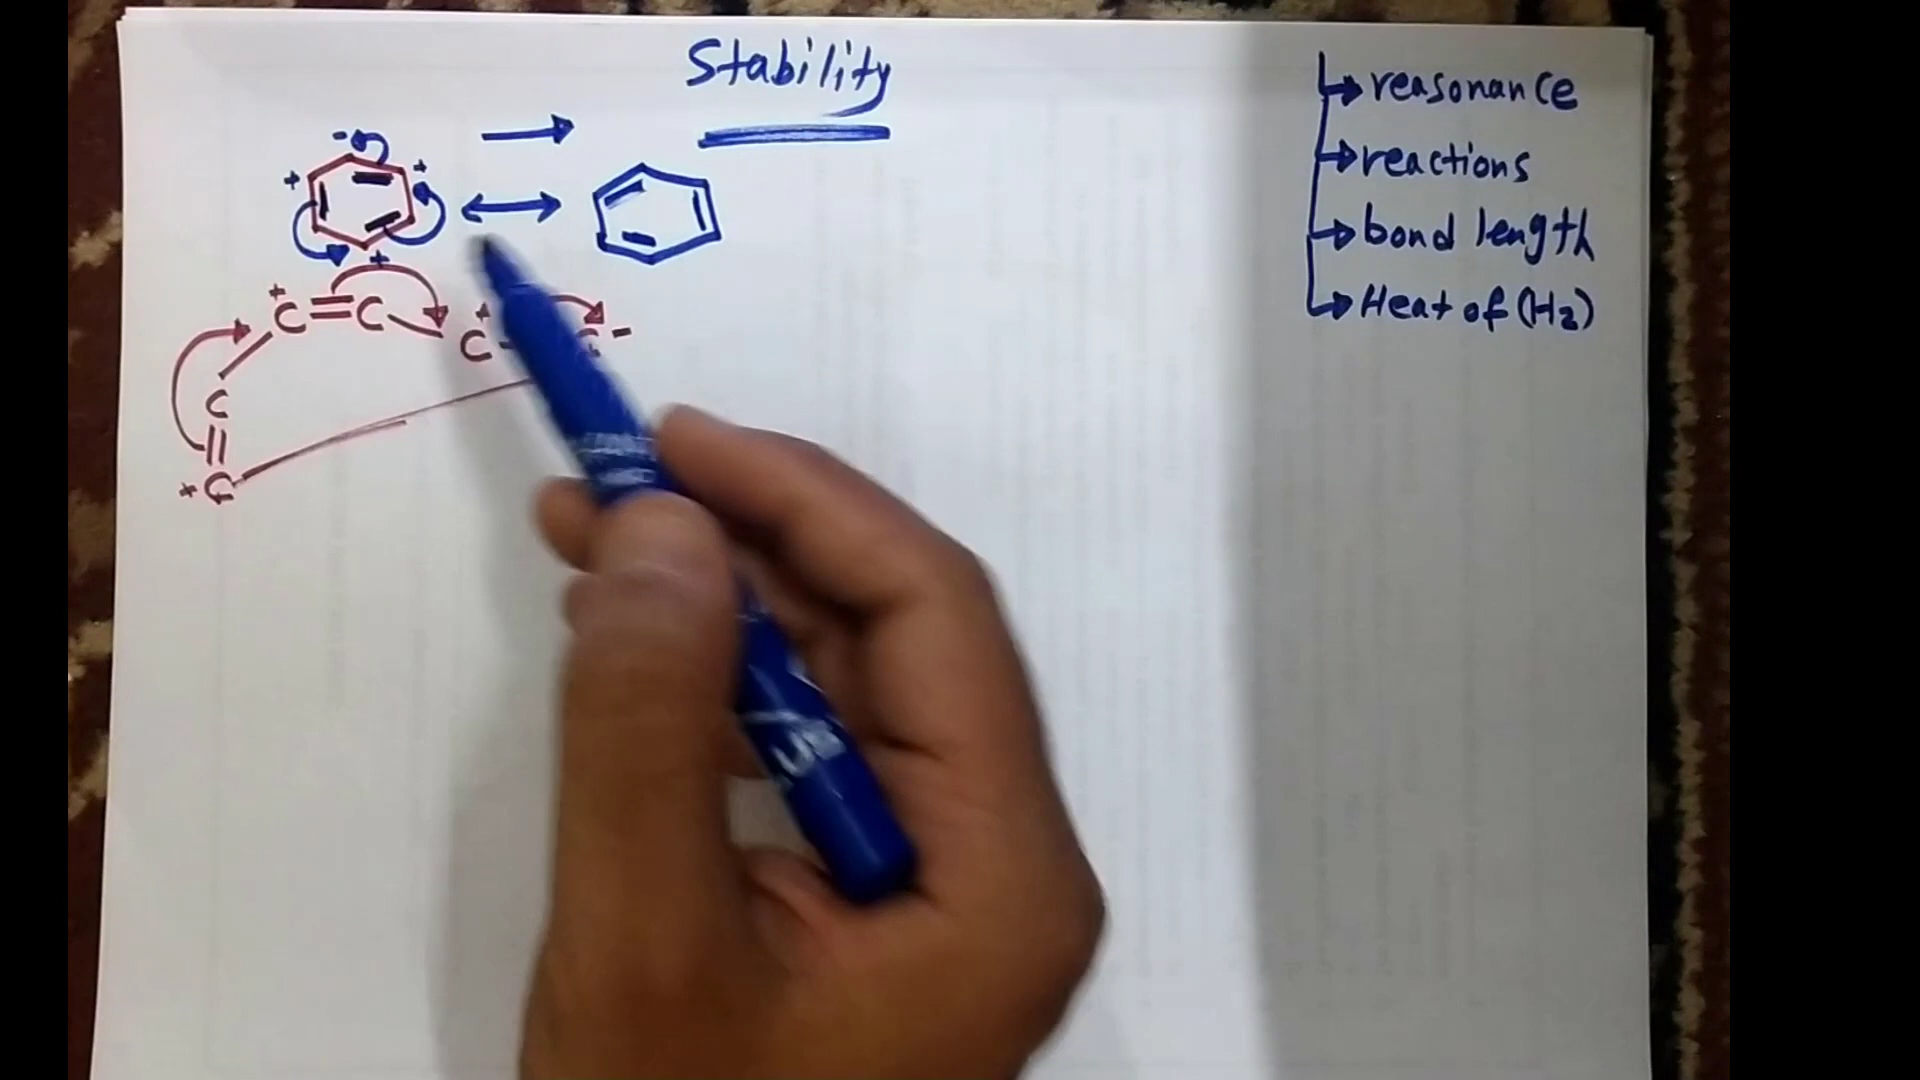 Stability
reasonance
reactions
bond length
Heat of (H2)
- + + +
+ C = C
+ C C -
C
+ C